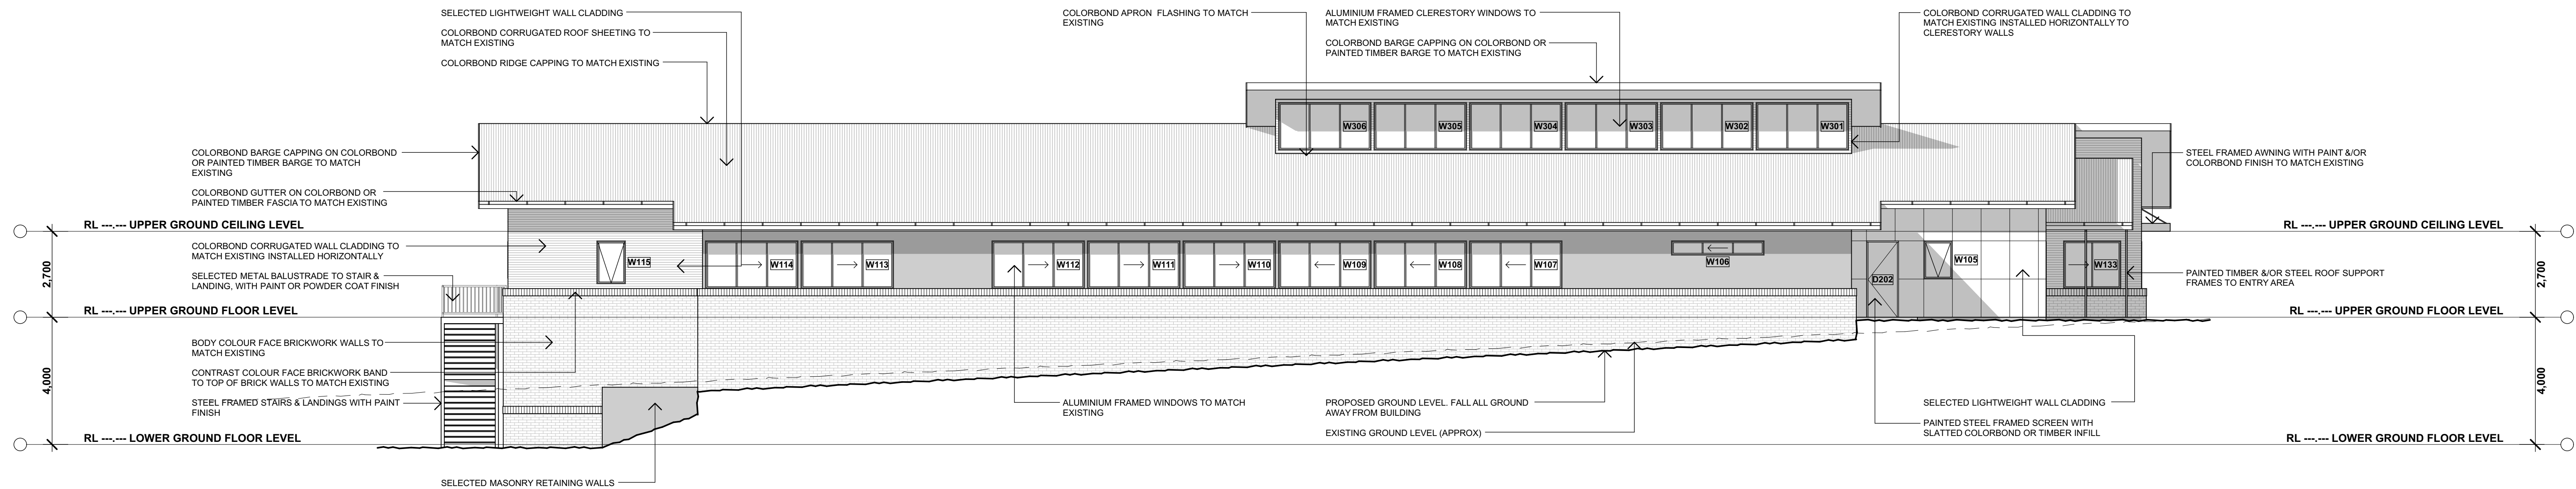 SELECTED LIGHTWEIGHT WALL CLADDING
COLORBOND CORRUGATED ROOF SHEETING TO
MATCH EXISTING
COLORBOND RIDGE CAPPING TO MATCH EXISTING
COLORBOND APRON FLASHING TO MATCH
EXISTING
ALUMINIUM FRAMED CLERESTORY WINDOWS TO
MATCH EXISTING
COLORBOND BARGE CAPPING ON COLORBOND OR
PAINTED TIMBER BARGE TO MATCH EXISTING
COLORBOND CORRUGATED WALL CLADDING TO
MATCH EXISTING INSTALLED HORIZONTALLY TO
CLERESTORY WALLS
W306
W305
W304
W303
W302
W301
COLORBOND BARGE CAPPING ON COLORBOND
OR PAINTED TIMBER BARGE TO MATCH
EXISTING
COLORBOND GUTTER ON COLORBOND OR
PAINTED TIMBER FASCIA TO MATCH EXISTING
STEEL FRAMED AWNING WITH PAINT &/OR
COLORBOND FINISH TO MATCH EXISTING
RL ---.--- UPPER GROUND CEILING LEVEL
RL ---.--- UPPER GROUND CEILING LEVEL
COLORBOND CORRUGATED WALL CLADDING TO
MATCH EXISTING INSTALLED HORIZONTALLY
SELECTED METAL BALUSTRADE TO STAIR &
LANDING, WITH PAINT OR POWDER COAT FINISH
2,700
W115
W114
W113
W112
W111
W110
W109
W108
W107
W106
D202
W105
W133
PAINTED TIMBER &/OR STEEL ROOF SUPPORT
FRAMES TO ENTRY AREA
2,700
RL ---.--- UPPER GROUND FLOOR LEVEL
RL ---.--- UPPER GROUND FLOOR LEVEL
BODY COLOUR FACE BRICKWORK WALLS TO
MATCH EXISTING
CONTRAST COLOUR FACE BRICKWORK BAND
TO TOP OF BRICK WALLS TO MATCH EXISTING
STEEL FRAMED STAIRS & LANDINGS WITH PAINT
FINISH
4,000
ALUMINIUM FRAMED WINDOWS TO MATCH
EXISTING
PROPOSED GROUND LEVEL. FALL ALL GROUND
AWAY FROM BUILDING
EXISTING GROUND LEVEL (APPROX)
SELECTED LIGHTWEIGHT WALL CLADDING
PAINTED STEEL FRAMED SCREEN WITH
SLATTED COLORBOND OR TIMBER INFILL
4,000
RL ---.--- LOWER GROUND FLOOR LEVEL
RL ---.--- LOWER GROUND FLOOR LEVEL
SELECTED MASONRY RETAINING WALLS